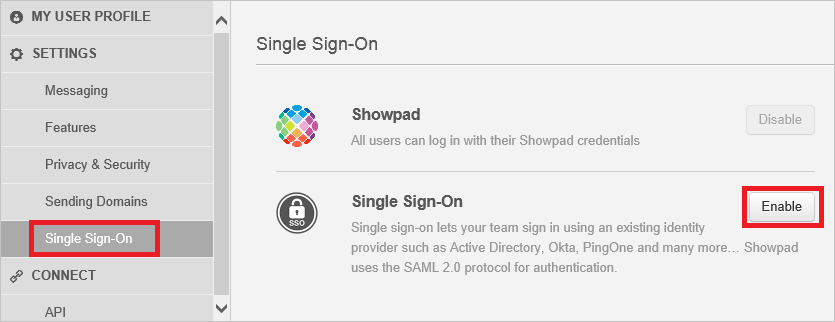 MY USER PROFILE
SETTINGS
Messaging
Features
Privacy & Security
Sending Domains
Single Sign-On
CONNECT
API
Single Sign-On
Showpad
Disable
All users can log in with their Showpad credentials
SSO
Single Sign-On
Enable
Single sign-on lets your team sign in using an existing identity
provider such as Active Directory, Okta, PingOne and many more... Showpad
uses the SAML 2.0 protocol for authentication.